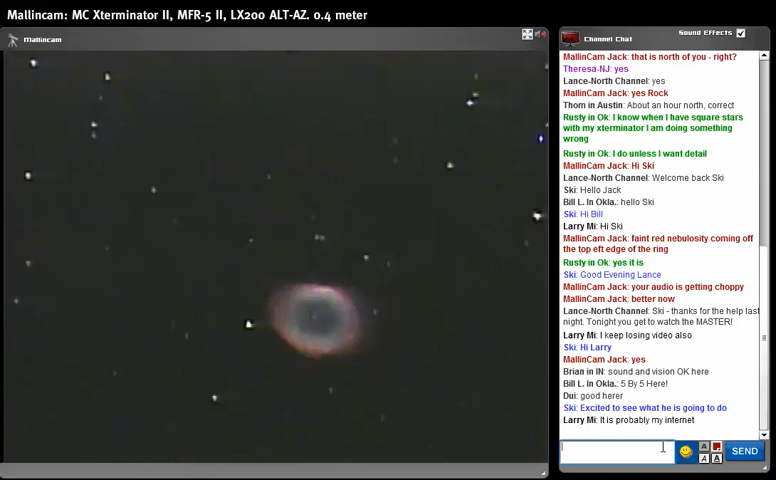 Mallincam: MC Xterminator II, MFR-5 II, LX200 ALT-AZ. 0.4 meter
Mallincam
Channel Chat
Sound Effects
MallinCam Jack: that is north of you - right?
Theresa-NJ: yes
Lance-North Channel: yes
MallinCam Jack: yes Rock
Thom in Austin: About an hour north, correct
Rusty in Ok: I know when I have square stars
with my xterminator I am doing something
wrong
Rusty in Ok: I do unless I want detail
MallinCam Jack: Hi Ski
Lance-North Channel: Welcome back Ski
Ski: Hello Jack
Bill L. In Okla.: hello Ski
Ski: Hi Bill
Larry Mi: Hi Ski
MallinCam Jack: faint red nebulosity coming off
the top eft edge of the ring
Rusty in Ok: yes it is
Ski: Good Evening Lance
MallinCam Jack: your audio is getting choppy
MallinCam Jack: better now
Lance-North Channel: Ski - thanks for the help last
night. Tonight you get to watch the MASTER!
Larry Mi: I keep losing video also
Ski: Hi Larry
MallinCam Jack: yes
Brian in IN: sound and vision OK here
Bill L. In Okla.: 5 By 5 Here!
Dui: good herer
Ski: Excited to see what he is going to do
Larry Mi: It is probably my internet
A
A A
SEND